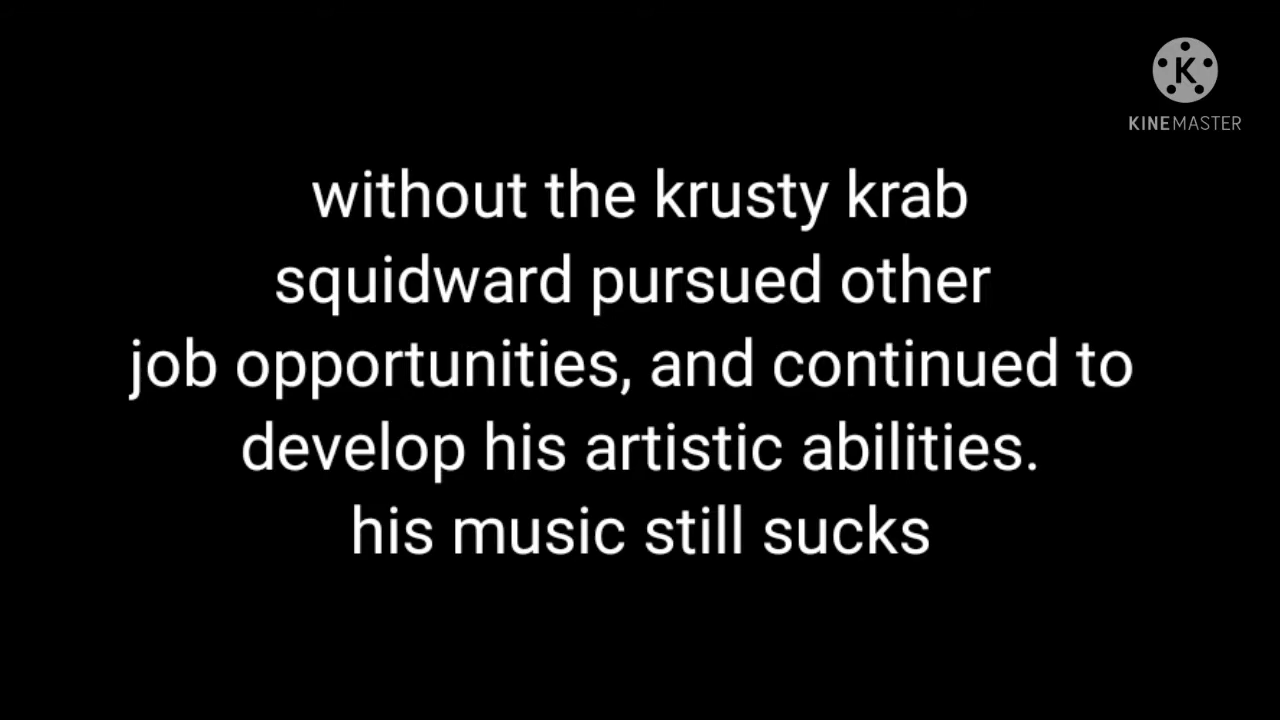 K
KINEMASTER
without the krusty krab
squidward pursued other
job opportunities, and continued to
develop his artistic abilities.
his music still sucks